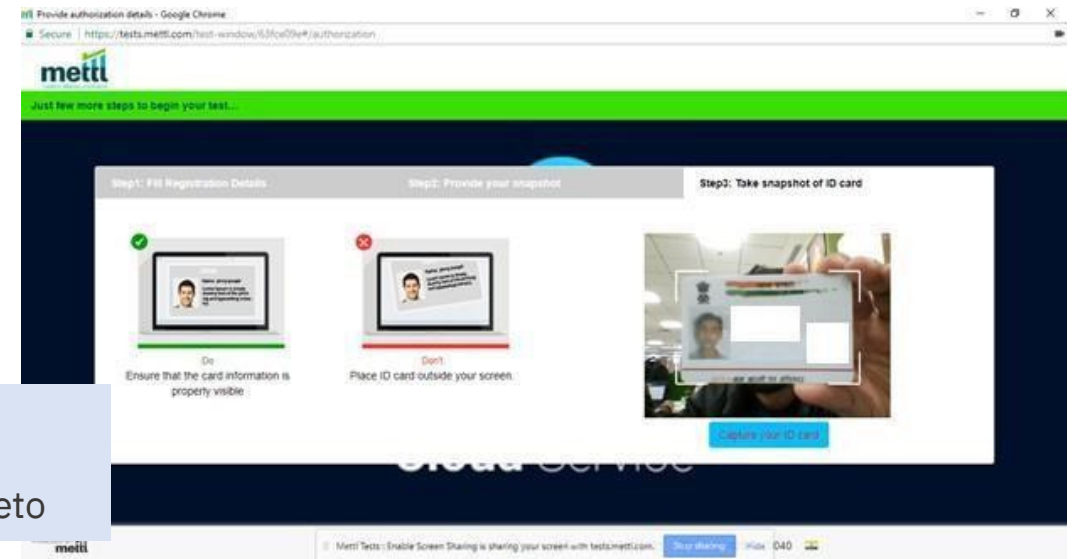 Provide authorization details - Google Chrome
Secure | https://tests.mettl.com/test-window/63fce09e#/authorization
mettl
Just few more steps to begin your test...
Step1: Fill Registration Details
Step2: Provide your snapshot
Step3: Take snapshot of ID card
Do
Ensure that the card information is
properly visible
Don't
Place ID card outside your screen.
Capture your ID card
Cloud Service
eto
mettl
Mettl Tests : Enable Screen Sharing is sharing your screen with tests.mettl.com. Stop sharing Hide 040